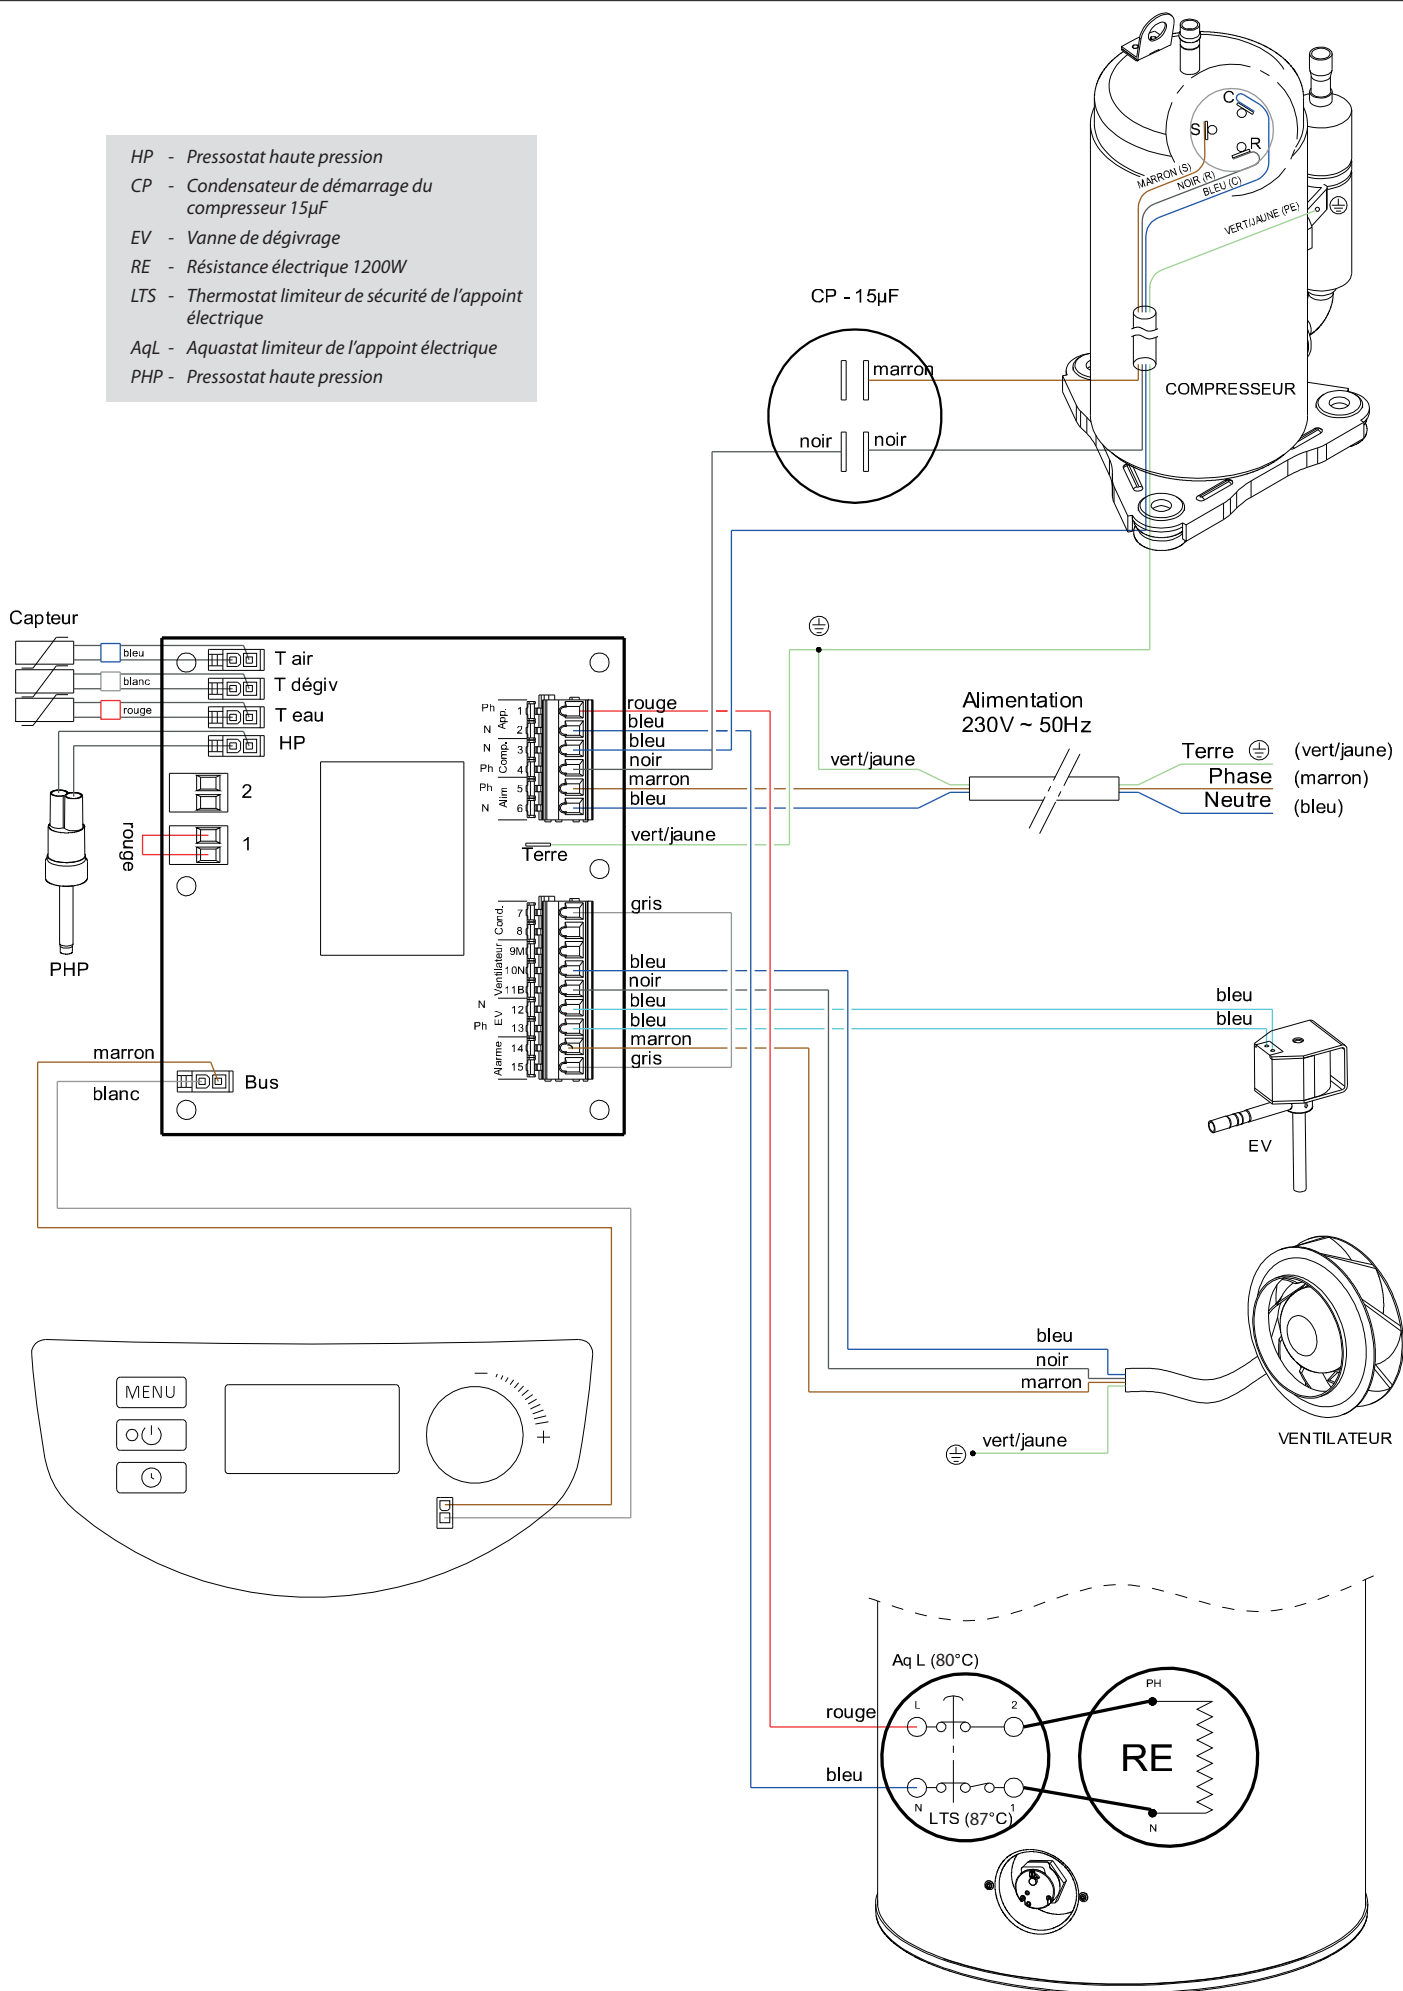 HP - Pressostat haute pression
CP - Condensateur de démarrage du
compresseur 15µF
EV - Vanne de dégivrage
RE - Résistance électrique 1200W
LTS - Thermostat limiteur de sécurité de l'appoint
électrique
AqL - Aquastat limiteur de l'appoint électrique
PHP - Pressostat haute pression
C
S
R
MARRON (S)
NOIR (R)
BLEU (C)
VERT/JAUNE (PE)
CP - 15µF
marron
noir
noir
COMPRESSEUR
Capteur
bleu
T air
blanc
T dégiv
rouge
T eau
HP
2
1
rouge
PHP
Ph 1
N 2
App.
N 3
Ph 4
Comp.
Ph 5
N 6
Alim
rouge
bleu
bleu
noir
marron
bleu
vert/jaune
Terre
vert/jaune
Alimentation
230V ~ 50Hz
Terre (vert/jaune)
Phase (marron)
Neutre (bleu)
Cond.
7
8
Ventilateur
9M
10N
11B
EV
N 12
Ph 13
Alarme
14
15
gris
bleu
noir
bleu
bleu
marron
gris
bleu
bleu
EV
marron
blanc
Bus
MENU
− +
bleu
noir
marron
vert/jaune
VENTILATEUR
Aq L (80°C)
rouge
L
2
bleu
N
1
LTS (87°C)
PH
RE
N